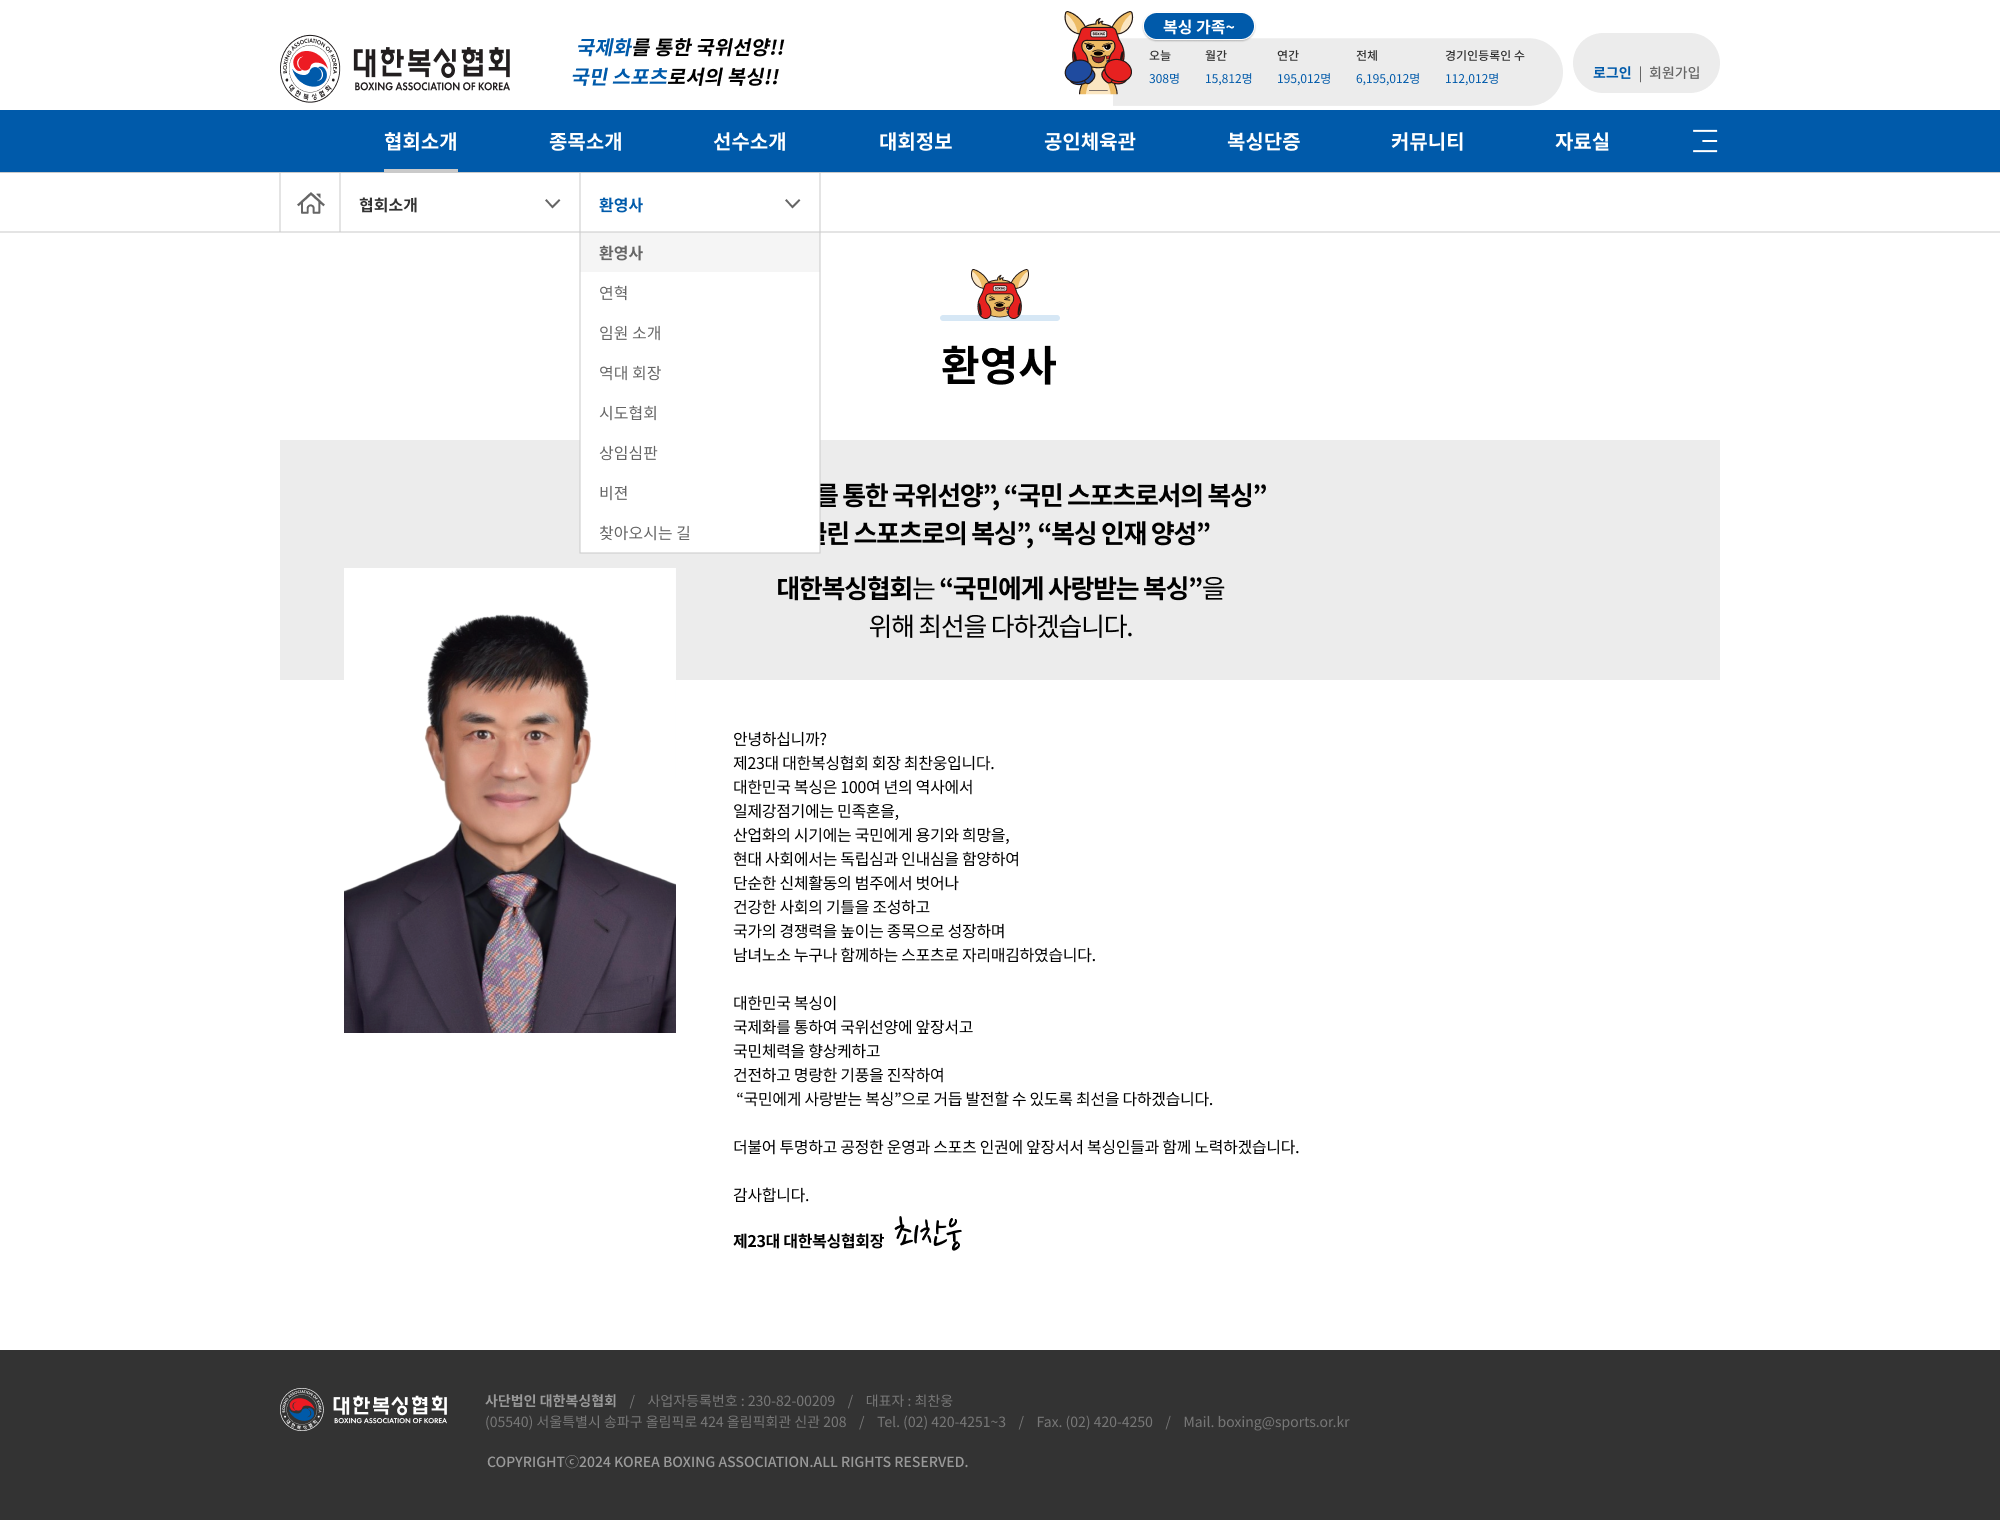 대한복싱협회
BOXING ASSOCIATION OF KOREA
국제화를 통한 국위선양!!
국민 스포츠로서의 복싱!!
복싱 가족~
오늘 월간 연간 전체 경기인등록인 수
308명 15,812명 195,012명 6,195,012명 112,012명
로그인 | 회원가입
협회소개 종목소개 선수소개 대회정보 공인체육관 복싱단증 커뮤니티 자료실
협회소개 환영사
환영사
연혁
임원 소개
역대 회장
시도협회
상임심판
비젼
찾아오시는 길
환영사
를 통한 국위선양”, “국민 스포츠로서의 복싱”
린 스포츠로의 복싱”, “복싱 인재 양성”
대한복싱협회는 “국민에게 사랑받는 복싱”을
위해 최선을 다하겠습니다.
안녕하십니까?
제23대 대한복싱협회 회장 최찬웅입니다.
대한민국 복싱은 100여 년의 역사에서
일제강점기에는 민족혼을,
산업화의 시기에는 국민에게 용기와 희망을,
현대 사회에서는 독립심과 인내심을 함양하여
단순한 신체활동의 범주에서 벗어나
건강한 사회의 기틀을 조성하고
국가의 경쟁력을 높이는 종목으로 성장하며
남녀노소 누구나 함께하는 스포츠로 자리매김하였습니다.
대한민국 복싱이
국제화를 통하여 국위선양에 앞장서고
국민체력을 향상케하고
건전하고 명랑한 기풍을 진작하여
“국민에게 사랑받는 복싱”으로 거듭 발전할 수 있도록 최선을 다하겠습니다.
더불어 투명하고 공정한 운영과 스포츠 인권에 앞장서서 복싱인들과 함께 노력하겠습니다.
감사합니다.
제23대 대한복싱협회장 최찬웅
대한복싱협회
BOXING ASSOCIATION OF KOREA
사단법인 대한복싱협회 / 사업자등록번호 : 230-82-00209 / 대표자 : 최찬웅
(05540) 서울특별시 송파구 올림픽로 424 올림픽회관 신관 208 / Tel. (02) 420-4251~3 / Fax. (02) 420-4250 / Mail. boxing@sports.or.kr
COPYRIGHTⓒ2024 KOREA BOXING ASSOCIATION.ALL RIGHTS RESERVED.